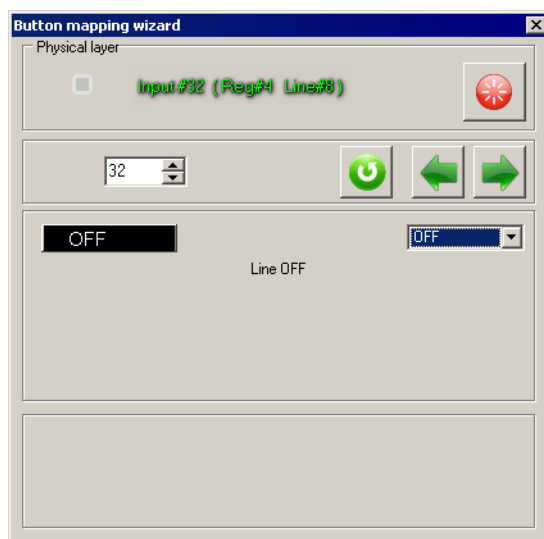 Button mapping wizard
Physical layer
Input#32 (Reg#4 Line#8)
32
OFF
OFF
Line OFF